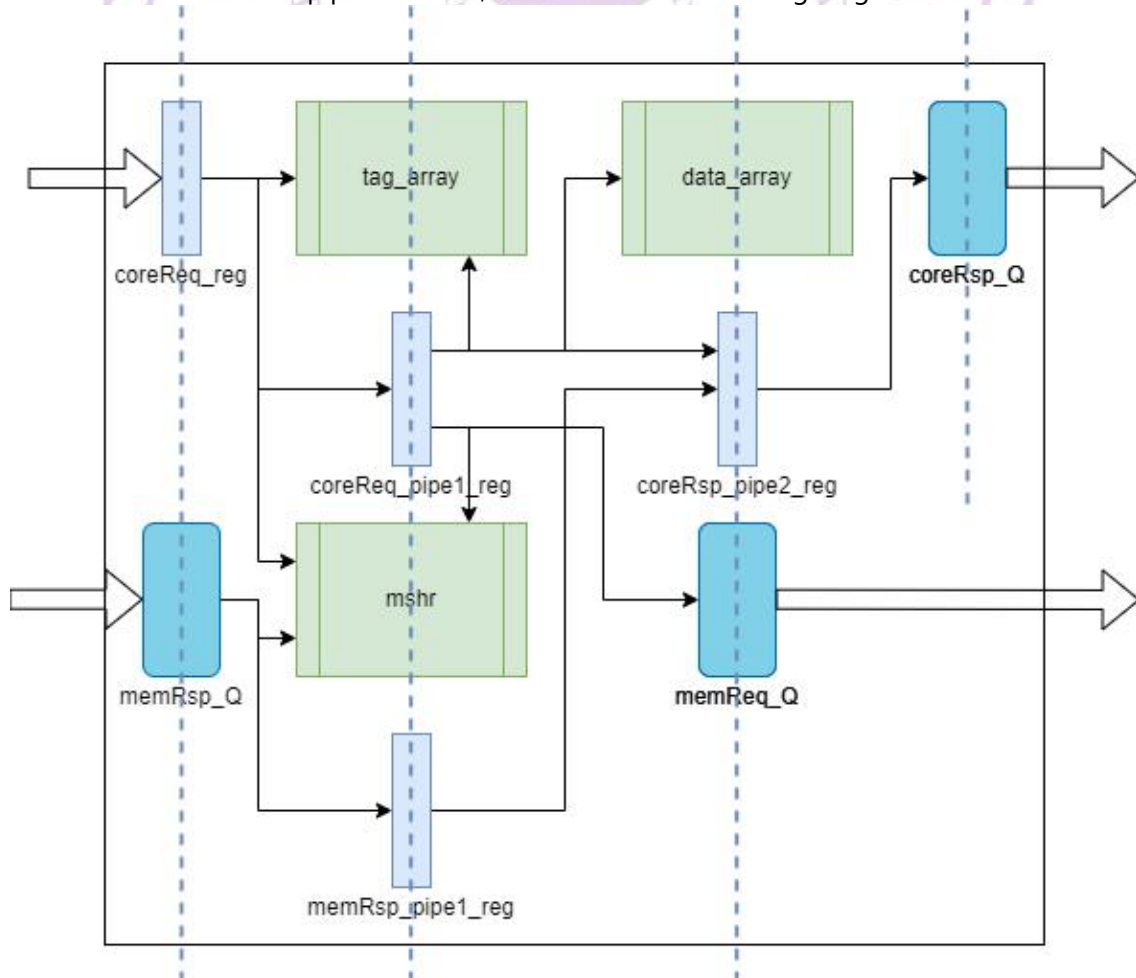 tag_array
data_array
coreReq_reg
coreRsp_Q
coreReq_pipe1_reg
coreRsp_pipe2_reg
mshr
memRsp_Q
memReq_Q
memRsp_pipe1_reg